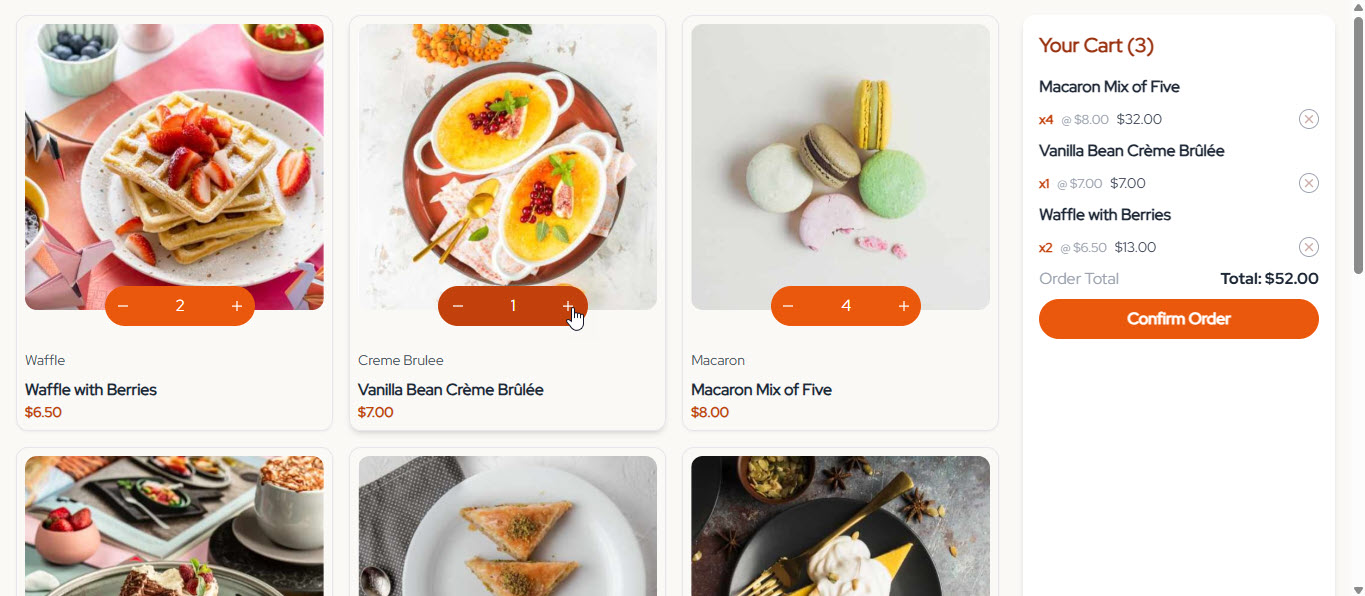 2
1
4
Waffle
Waffle with Berries
$6.50
Creme Brulee
Vanilla Bean Crème Brûlée
$7.00
Macaron
Macaron Mix of Five
$8.00
Your Cart (3)
Macaron Mix of Five
x4 @ $8.00 $32.00
Vanilla Bean Crème Brûlée
x1 @ $7.00 $7.00
Waffle with Berries
x2 @ $6.50 $13.00
Order Total Total: $52.00
Confirm Order